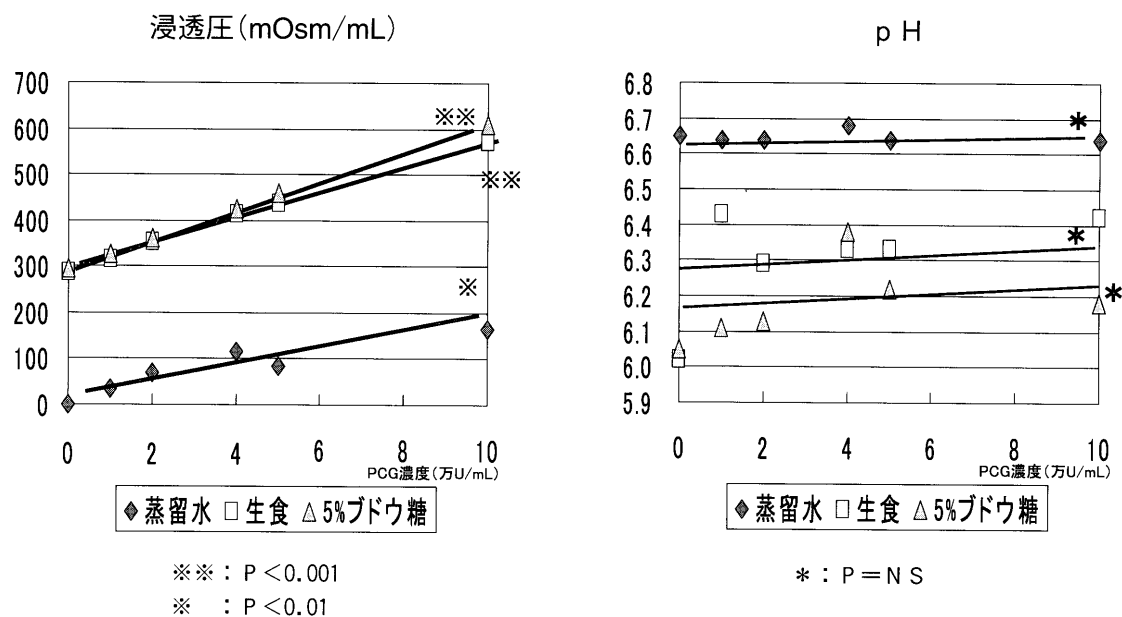 浸透圧(mOsm/mL)
700
600
500
400
300
200
100
0
0 2 4 6 8 10
PCG濃度(万U/mL)
◆蒸留水 □生食 △5%ブドウ糖
※※
※※
※
※※ : P<0.001
※ : P<0.01
pH
6.8
6.7
6.6
6.5
6.4
6.3
6.2
6.1
6.0
5.9
0 2 4 6 8 10
PCG濃度(万U/mL)
◆蒸留水 □生食 △5%ブドウ糖
*
*
*
* : P=NS